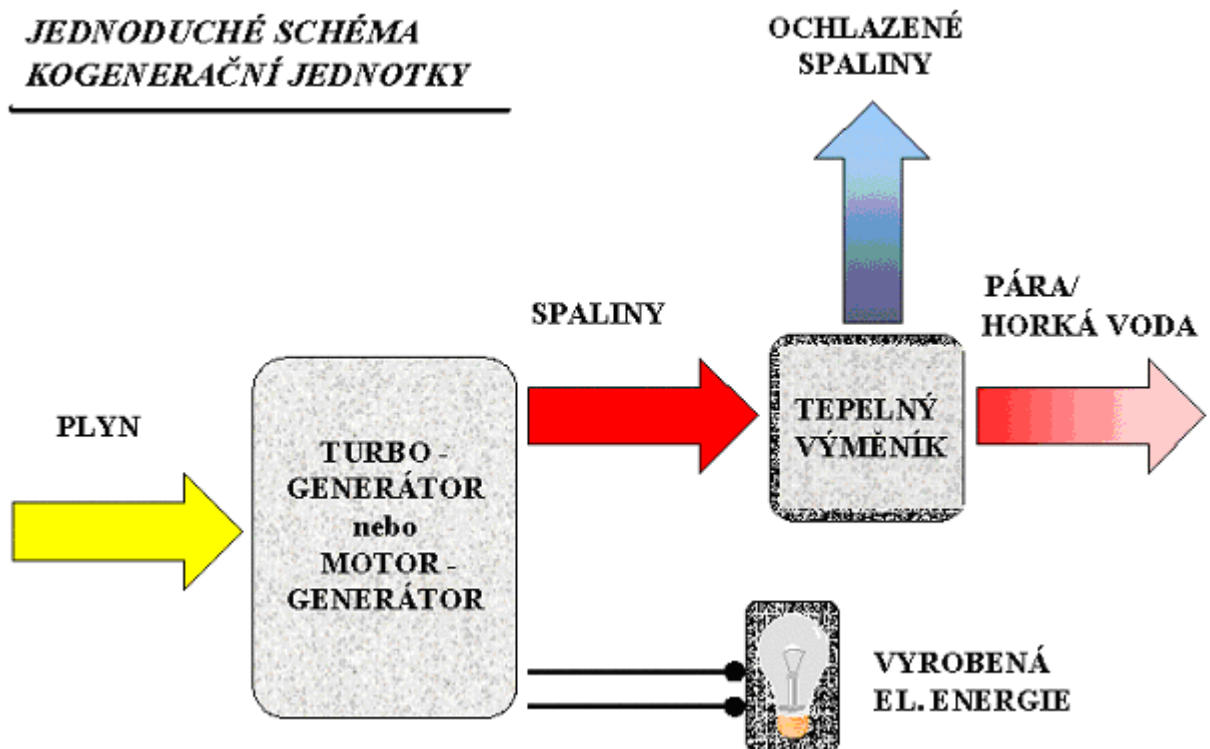 JEDNODUCHÉ SCHÉMA
KOGENERAČNÍ JEDNOTKY
OCHLAZENÉ
SPALINY
SPALINY
PÁRA/
HORKÁ VODA
PLYN
TURBO -
GENERÁTOR
nebo
MOTOR -
GENERÁTOR
TEPELNÝ
VÝMĚNÍK
VYROBENÁ
EL. ENERGIE